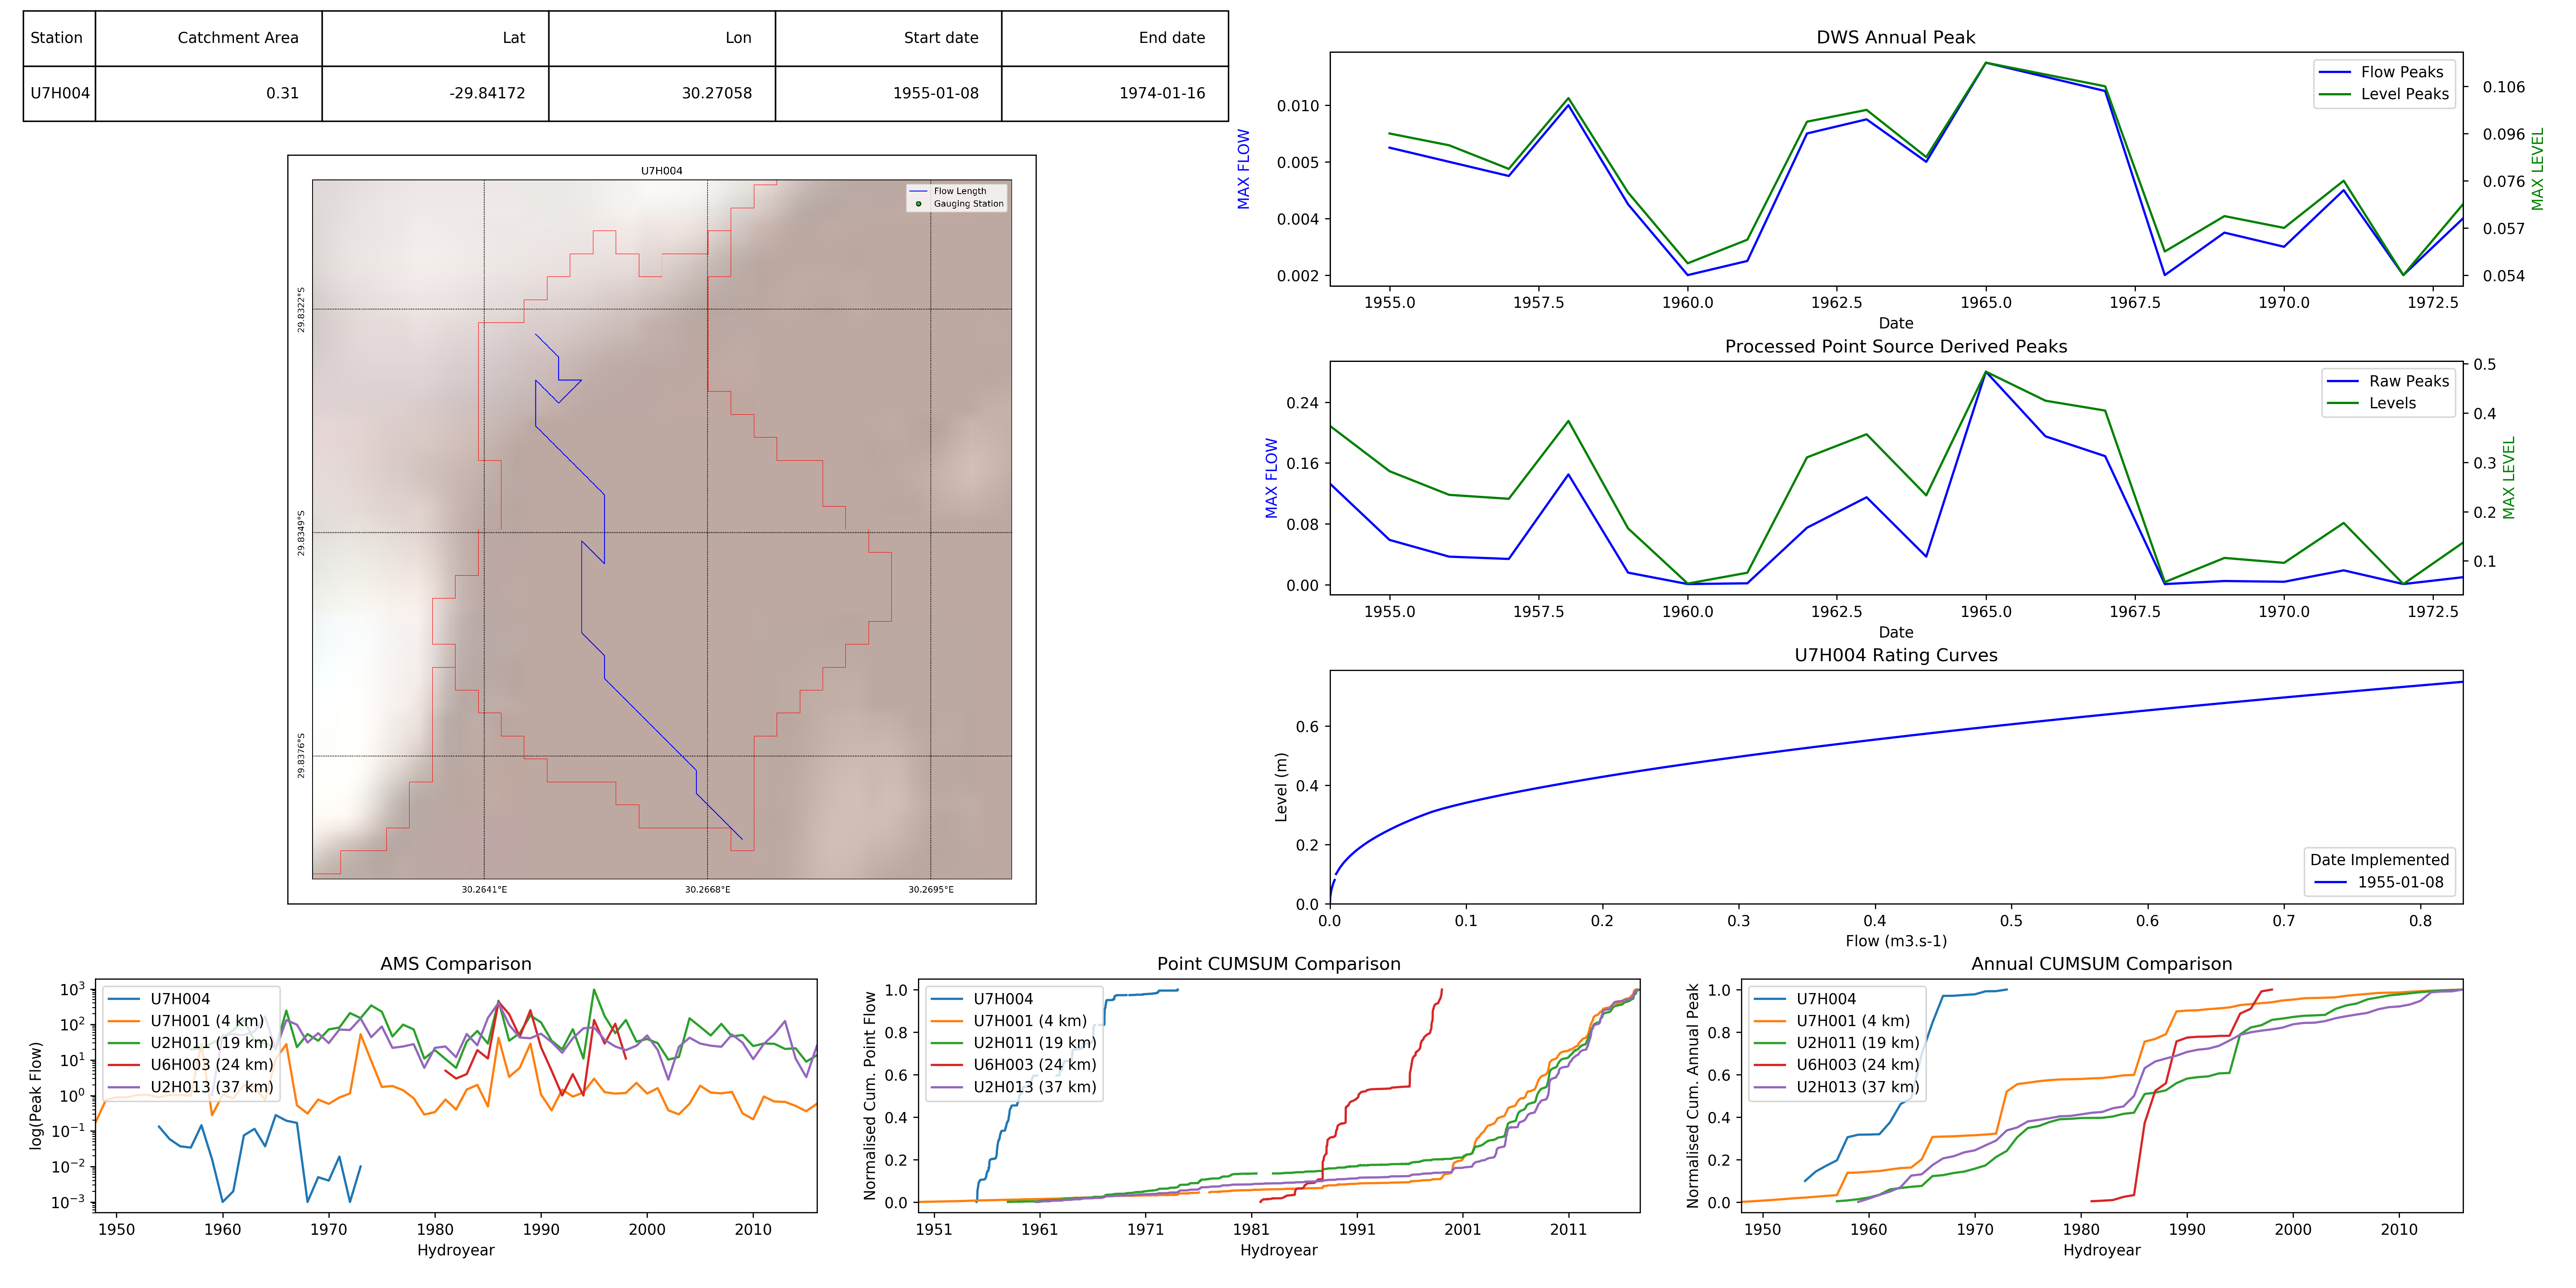 Station Catchment Area Lat Lon Start date End date
U7H004 0.31 -29.84172 30.27058 1955-01-08 1974-01-16
U7H004
Flow Length
Gauging Station
29.8322°S
29.8349°S
29.8376°S
30.2641°E 30.2668°E 30.2695°E
DWS Annual Peak
Flow Peaks
Level Peaks
MAX FLOW
0.010
0.005
0.004
0.002
MAX LEVEL
0.106
0.096
0.076
0.057
0.054
1955.0 1957.5 1960.0 1962.5 1965.0 1967.5 1970.0 1972.5
Date
Processed Point Source Derived Peaks
Raw Peaks
Levels
MAX FLOW
0.24
0.16
0.08
0.00
MAX LEVEL
0.5
0.4
0.3
0.2
0.1
1955.0 1957.5 1960.0 1962.5 1965.0 1967.5 1970.0 1972.5
Date
U7H004 Rating Curves
Level (m)
0.6
0.4
0.2
0.0
Date Implemented
1955-01-08
0.0 0.1 0.2 0.3 0.4 0.5 0.6 0.7 0.8
Flow (m3.s-1)
AMS Comparison
log(Peak Flow)
10³
10²
10¹
10⁰
10⁻¹
10⁻²
10⁻³
U7H004
U7H001 (4 km)
U2H011 (19 km)
U6H003 (24 km)
U2H013 (37 km)
1950 1960 1970 1980 1990 2000 2010
Hydroyear
Point CUMSUM Comparison
Normalised Cum. Point Flow
1.0
0.8
0.6
0.4
0.2
0.0
U7H004
U7H001 (4 km)
U2H011 (19 km)
U6H003 (24 km)
U2H013 (37 km)
1951 1961 1971 1981 1991 2001 2011
Hydroyear
Annual CUMSUM Comparison
Normalised Cum. Annual Peak
1.0
0.8
0.6
0.4
0.2
0.0
U7H004
U7H001 (4 km)
U2H011 (19 km)
U6H003 (24 km)
U2H013 (37 km)
1950 1960 1970 1980 1990 2000 2010
Hydroyear